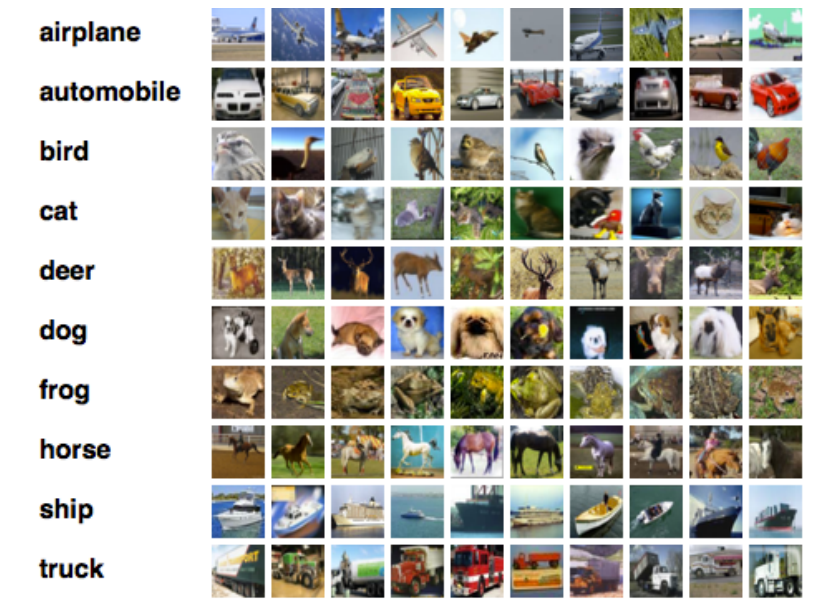 airplane
automobile
bird
cat
deer
dog
frog
horse
ship
truck